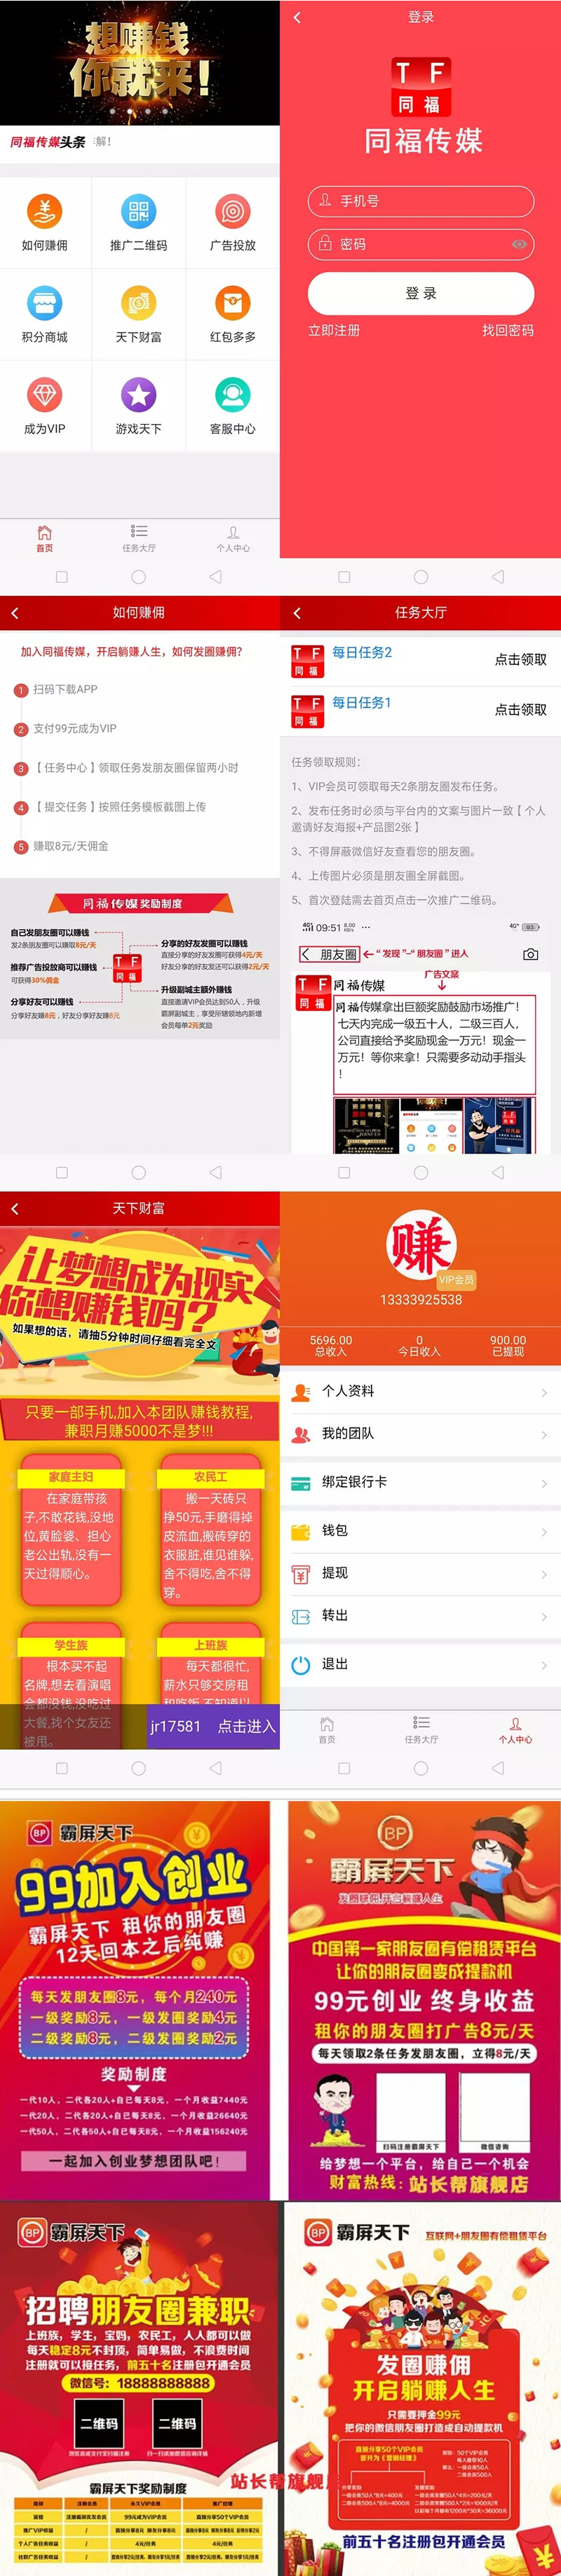 想赚钱
你就来!
同福传媒头条
解!
如何赚佣
推广二维码
广告投放
积分商城
天下财富
红包多多
成为VIP
游戏天下
客服中心
首页
任务大厅
个人中心
登录
T F
同 福
同福传媒
手机号
密码
登 录
立即注册
找回密码
如何赚佣
加入同福传媒，开启躺赚人生，如何发圈赚佣?
1 扫码下载APP
2 支付99元成为VIP
3 【任务中心】领取任务发朋友圈保留两小时
4 【提交任务】按照任务模板截图上传
5 赚取8元/天佣金
同福传媒奖励制度
自己发朋友圈可以赚钱
发2条朋友圈可以赚取8元/天
推荐广告投放商可以赚钱
可获得30%佣金
分享好友可以赚钱
分享好友赚8元，好友分享好友赚8元
T F
同 福
分享的好友发圈可以赚钱
直接分享的好友发圈可获得4元/天
好友分享的好友发圈还可以获得2元/天
升级副城主额外赚钱
直接邀请VIP会员达到50人，升级
霸屏副城主，享受所辖领地内新增
会员每单2元奖励
任务大厅
T F
同 福
每日任务2
点击领取
T F
同 福
每日任务1
点击领取
任务领取规则：
1、VIP会员可领取每天2条朋友圈发布任务。
2、发布任务时必须与平台内的文案与图片一致【个人
邀请好友海报+产品图2张】
3、不得屏蔽微信好友查看您的朋友圈。
4、上传图片必须是朋友圈全屏截图。
5、首次登陆需去首页点击一次推广二维码。
09:51
朋友圈
“发现”-“朋友圈”进入
广告文案
T F
同 福
同福传媒
同福传媒拿出巨额奖励鼓励市场推广!
七天内完成一级五十人，二级三百人，
公司直接给予奖励现金一万元！现金一
万元！等你来拿！只需要多动动手指头
!
天下财富
让梦想成为现实
你想赚钱吗?
如果想的话，请抽5分钟时间仔细看完全文
只要一部手机,加入本团队赚钱教程,
兼职月赚5000不是梦!!!
家庭主妇
在家庭带孩
子,不敢花钱,没地
位,黄脸婆、担心
老公出轨,没有一
天过得顺心。
农民工
搬一天砖只
挣50元,手磨得掉
皮流血,搬砖穿的
衣服脏,谁见谁躲,
舍不得吃,舍不得
穿。
学生族
根本买不起
名牌,想去看演唱
会都没钱,没吃过
大餐,找个女友还
被甩。
上班族
每天都很忙,
薪水只够交房租
jr17581 点击进入
赚
VIP会员
13333925538
5696.00
总收入
0
今日收入
900.00
已提现
个人资料
我的团队
绑定银行卡
钱包
提现
转出
退出
首页
任务大厅
个人中心
BP 霸屏天下
99加入创业
霸屏天下 租你的朋友圈
12天回本之后纯赚
每天发朋友圈8元，每个月240元
一级奖励8元，一级发圈奖励4元
二级奖励8元，二级发圈奖励2元
奖励制度
一代10人，二代各20人+自已每天8元，一个月收益7440元
一代20人，二代各20人+自已每天8元，一个月收益26640元
一代50人，二代各50人+自已每天8元，一个月收益156240元
一起加入创业梦想团队吧！
BP
霸屏天下
发圈赚钱,开启躺赚人生
中国第一家朋友圈有偿租赁平台
让你的朋友圈变成提款机
99元创业 终身收益
租你的朋友圈打广告8元/天
每天领取2条任务发朋友圈，立得8元/天
扫码注册霸屏天下
微信咨询
给梦想一个平台，给自己一个机会
财富热线：站长帮旗舰店
BP 霸屏天下
招聘朋友圈兼职
上班族，学生，宝妈，农民工，人人都可以做
每天稳定8元不封顶，简单易做，不浪费时间
注册就可以接任务，前五十名注册包开通会员
微信号：18888888888
二维码
二维码
霸屏天下奖励制度
站长帮旗舰店
BP 霸屏天下
互联网+朋友圈有偿租赁平台
发圈赚佣
开启躺赚人生
只需要押金99元
把你的微信朋友圈打造成自动提款机
直接分享50个VIP会员
晋升为【营销经理】
前五十名注册包开通会员